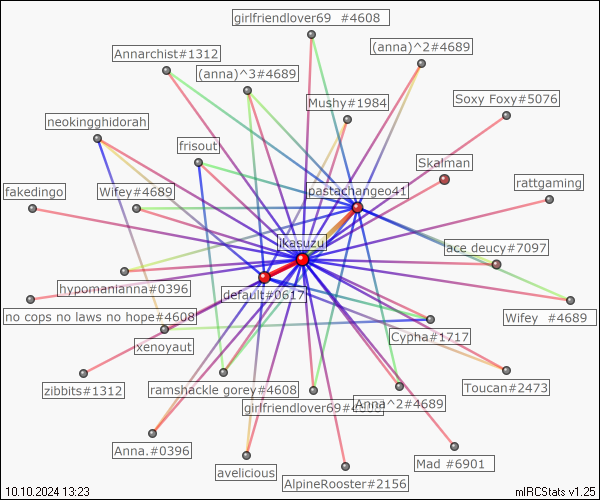 girlfriendlover69 #4608
(anna)^2#4689
Annarchist#1312
(anna)^3#4689
Soxy Foxy#5076
Mushy#1984
neokingghidorah
frisout
Skalman
pastachangeo41
rattgaming
fakedingo
Wifey#4689
ikasuzu
ace deucy#7097
hypomanianna#0396
default#0617
no cops no laws no hope#4608
Wifey #4689
Cypha#1717
xenoyaut
zibbits#1312
ramshackle gorey#4608
Toucan#2473
girlfriendlover69#
Anna^2#4689
Anna.#0396
avelicious
Mad #6901
AlpineRooster#2156
10.10.2024 13:23
mIRCStats v1.25